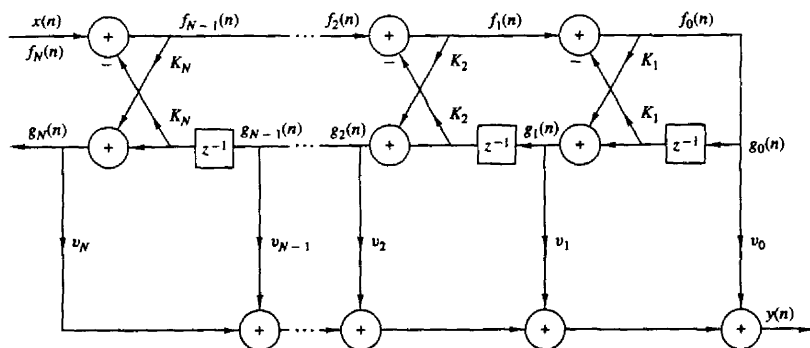 x(n) f_{N-1}(n) f_2(n) f_1(n) f_0(n)
+ + +
f_N(n) − − −
K_N K_2 K_1
K_N K_2 K_1
g_N(n) g_{N-1}(n) g_2(n) g_1(n) g_0(n)
+ z^{-1} + z^{-1} + z^{-1}
v_N v_{N-1} v_2 v_1 v_0
y(n)
+ + + +